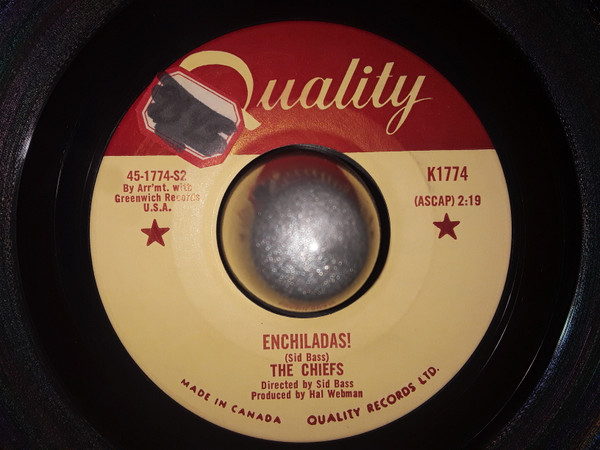 Quality
45-1774-S2
By Arr'mt. with
Greenwich Records
U.S.A.
K1774
(ASCAP) 2:19
ENCHILADAS!
(Sid Bass)
THE CHIEFS
Directed by Sid Bass
Produced by Hal Webman
MADE IN CANADA QUALITY RECORDS LTD.